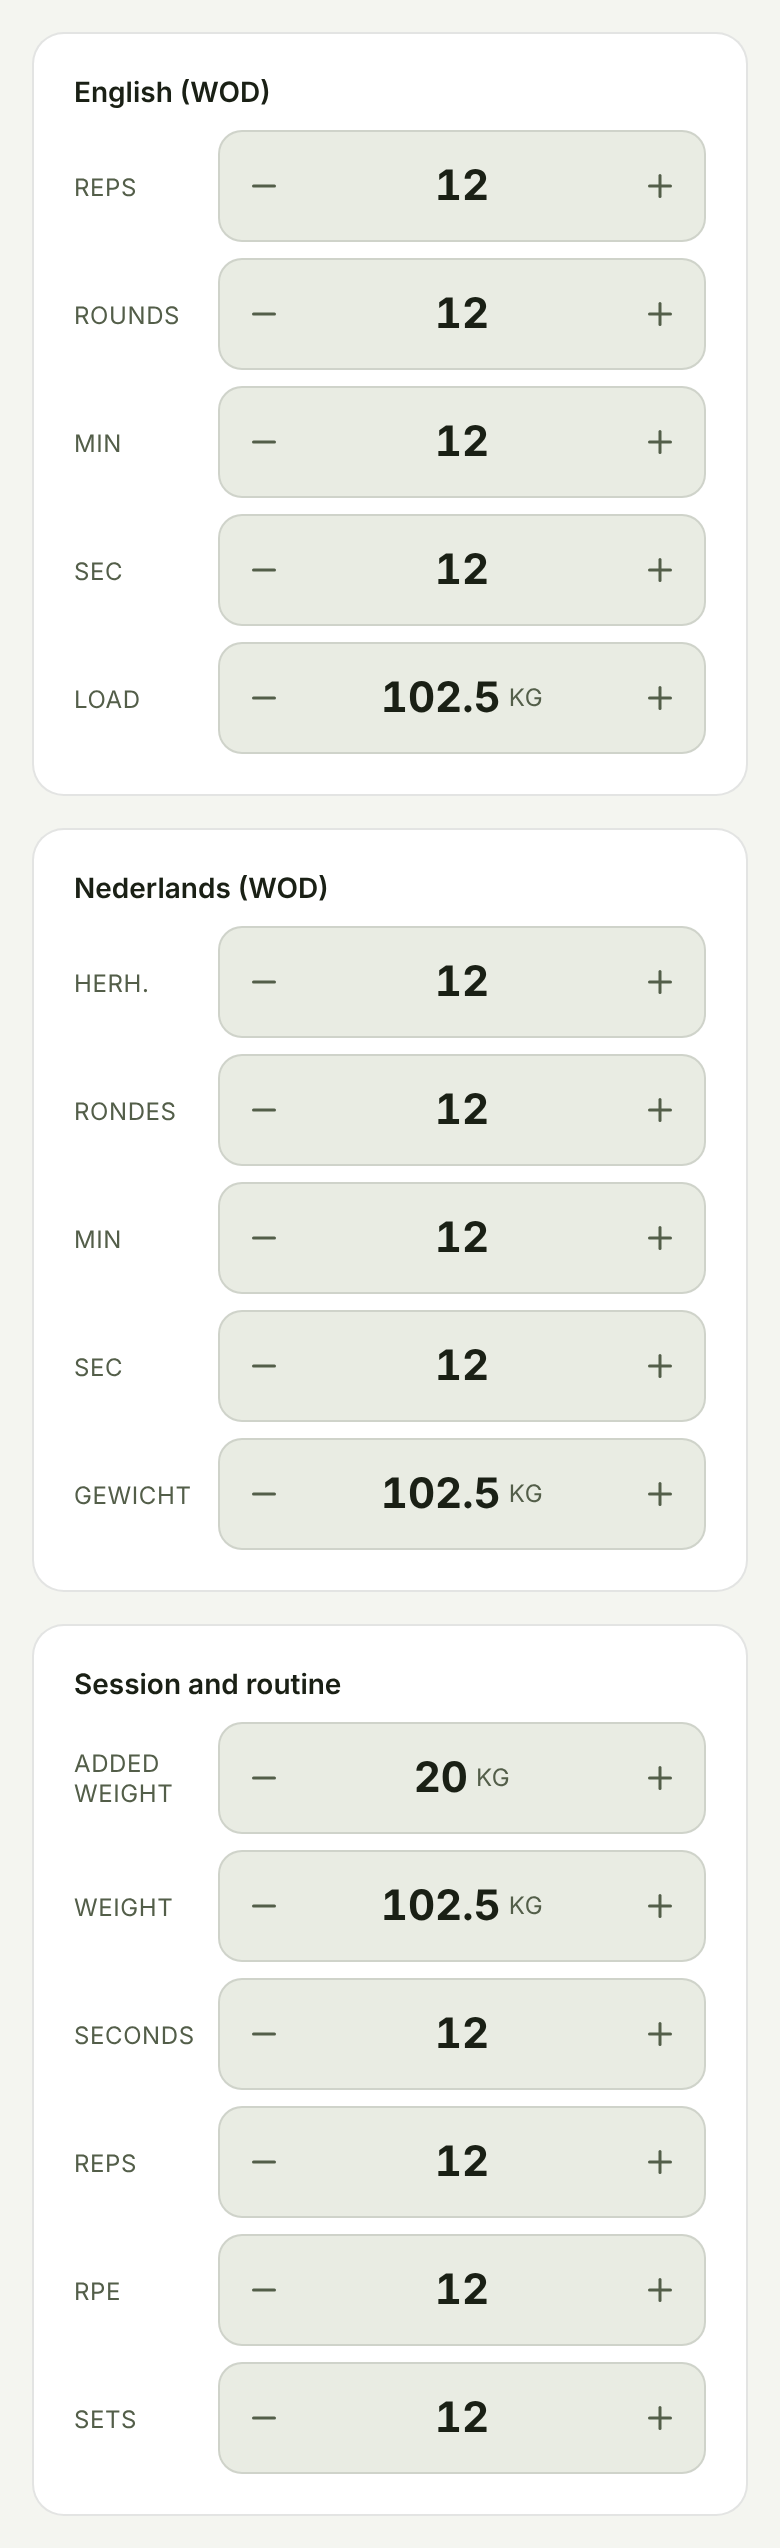 English (WOD)
REPS − 12 +
ROUNDS − 12 +
MIN − 12 +
SEC − 12 +
LOAD − 102.5 KG +
Nederlands (WOD)
HERH. − 12 +
RONDES − 12 +
MIN − 12 +
SEC − 12 +
GEWICHT − 102.5 KG +
Session and routine
ADDED
WEIGHT − 20 KG +
WEIGHT − 102.5 KG +
SECONDS − 12 +
REPS − 12 +
RPE − 12 +
SETS − 12 +